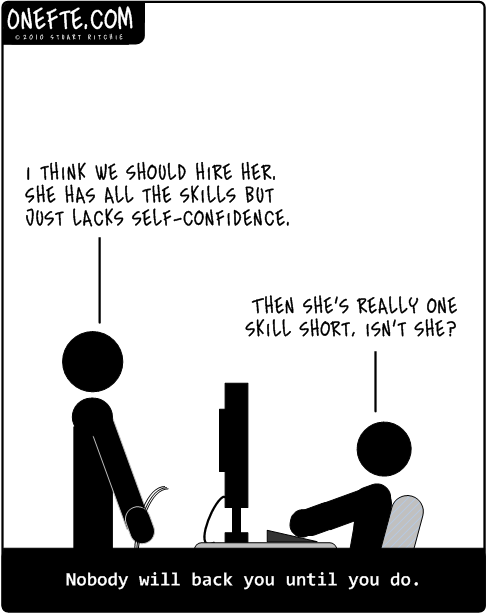 ONEFTE.COM
©2010 STUART RITCHIE
I THINK WE SHOULD HIRE HER.
SHE HAS ALL THE SKILLS BUT
JUST LACKS SELF-CONFIDENCE.
THEN SHE'S REALLY ONE
SKILL SHORT, ISN'T SHE?
Nobody will back you until you do.